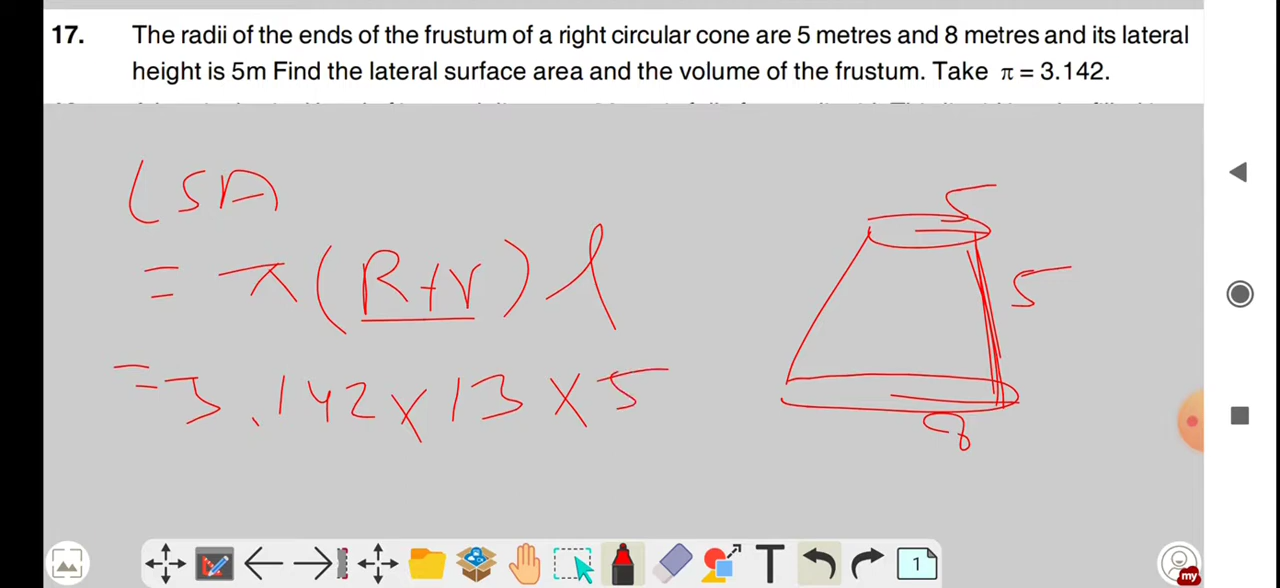 17. The radii of the ends of the frustum of a right circular cone are 5 metres and 8 metres and its lateral
height is 5m Find the lateral surface area and the volume of the frustum. Take π = 3.142.
LSA
= π (R+r) l
= 3.142 × 13 × 5
5
5
8
T
1
my